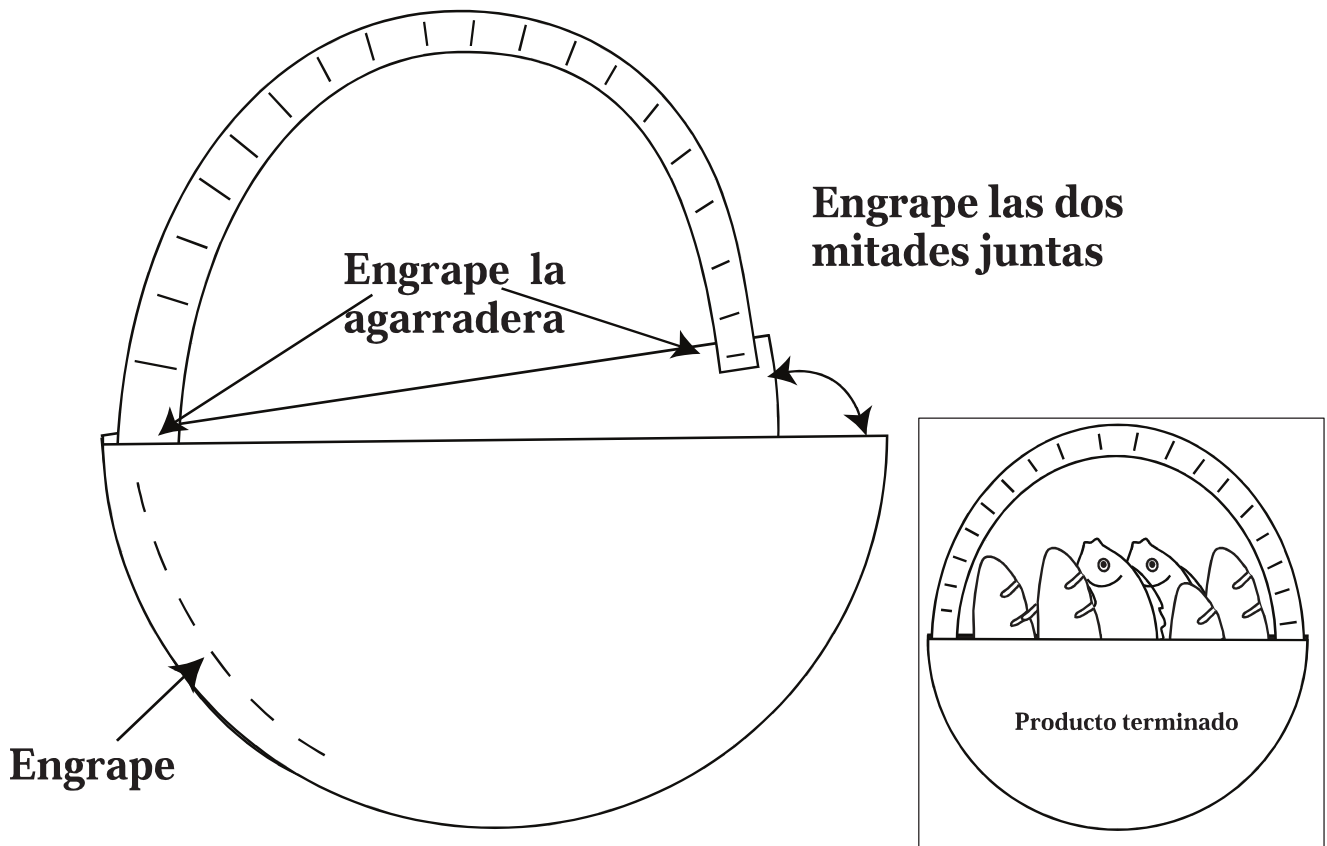 Engrape las dos
mitades juntas
Engrape la
agarradera
Engrape
Producto terminado